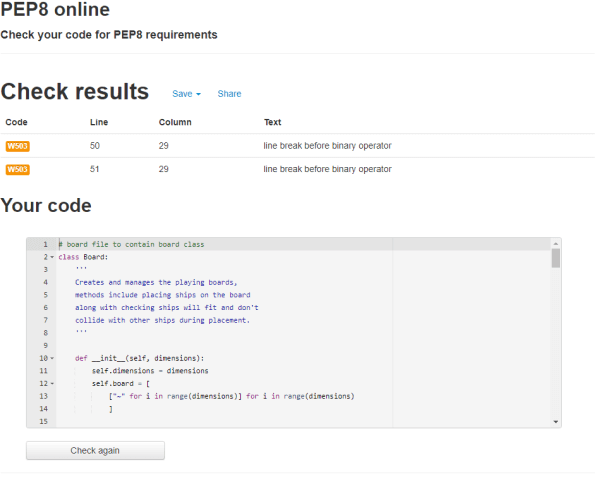 PEP8 online
Check your code for PEP8 requirements
Check results Save Share
Code Line Column Text
W503 50 29 line break before binary operator
W503 51 29 line break before binary operator
Your code
1 # board file to contain board class
2 class Board:
3 '''
4 Creates and manages the playing boards,
5 methods include placing ships on the board
6 along with checking ships will fit and don't
7 collide with other ships during placement.
8 '''
9
10 def __init__(self, dimensions):
11 self.dimensions = dimensions
12 self.board = [
13 ["~" for i in range(dimensions)] for i in range(dimensions)
14 ]
15
Check again